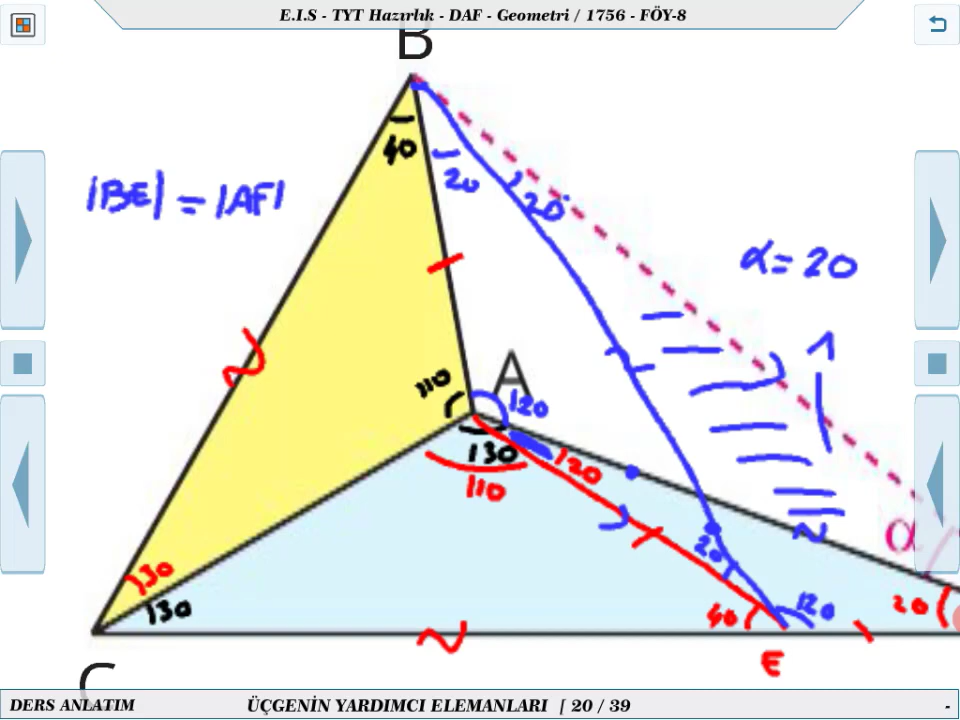 E.I.S - TYT Hazırlık - DAF - Geometri / 1756 - FÖY-8
B
40
|BE| = |AF|
20
20
α = 20
110
A
120
130
120
110
α
20
130
130
40
120
20
E
C
DERS ANLATIM
ÜÇGENİN YARDIMCI ELEMANLARI [ 20 / 39
-